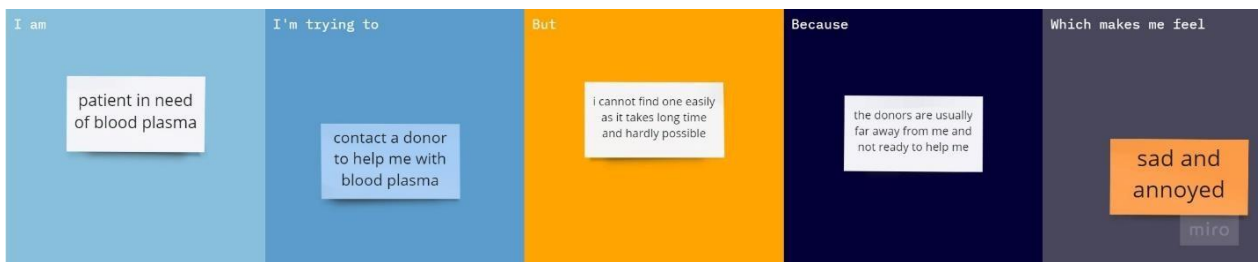 I am
patient in need
of blood plasma
I'm trying to
contact a donor
to help me with
blood plasma
But
i cannot find one easily
as it takes long time
and hardly possible
Because
the donors are usually
far away from me and
not ready to help me
Which makes me feel
sad and
annoyed
miro